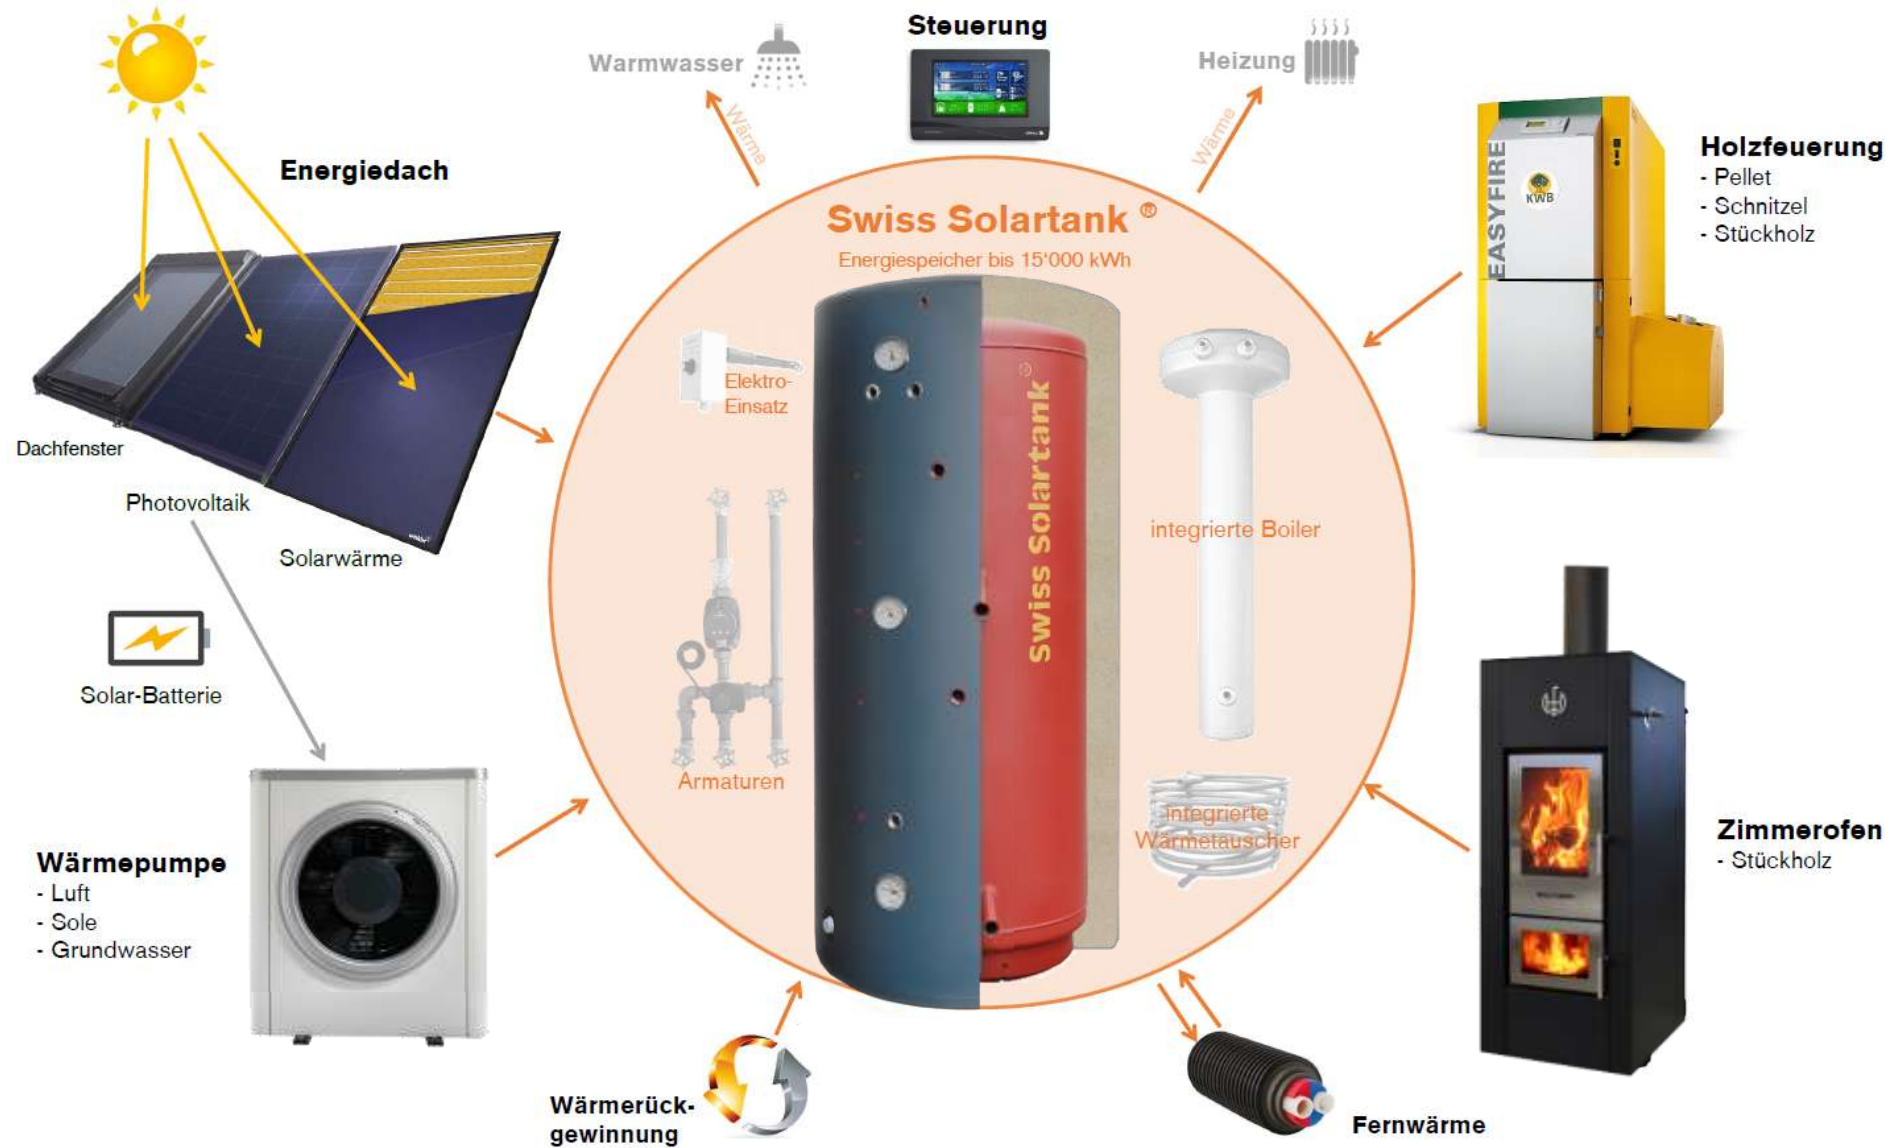 Steuerung
Warmwasser
Heizung
Wärme
Wärme
Energiedach
Holzfeuerung
- Pellet
- Schnitzel
- Stückholz
EASYFIRE
KWB
Swiss Solartank ®
Energiespeicher bis 15'000 kWh
Elektro-
Einsatz
Swiss Solartank ®
Dachfenster
Photovoltaik
Solarwärme
integrierte Boiler
Solar-Batterie
Armaturen
integrierte
Wärmetauscher
Wärmepumpe
- Luft
- Sole
- Grundwasser
Zimmerofen
- Stückholz
Wärmerück-
gewinnung
Fernwärme